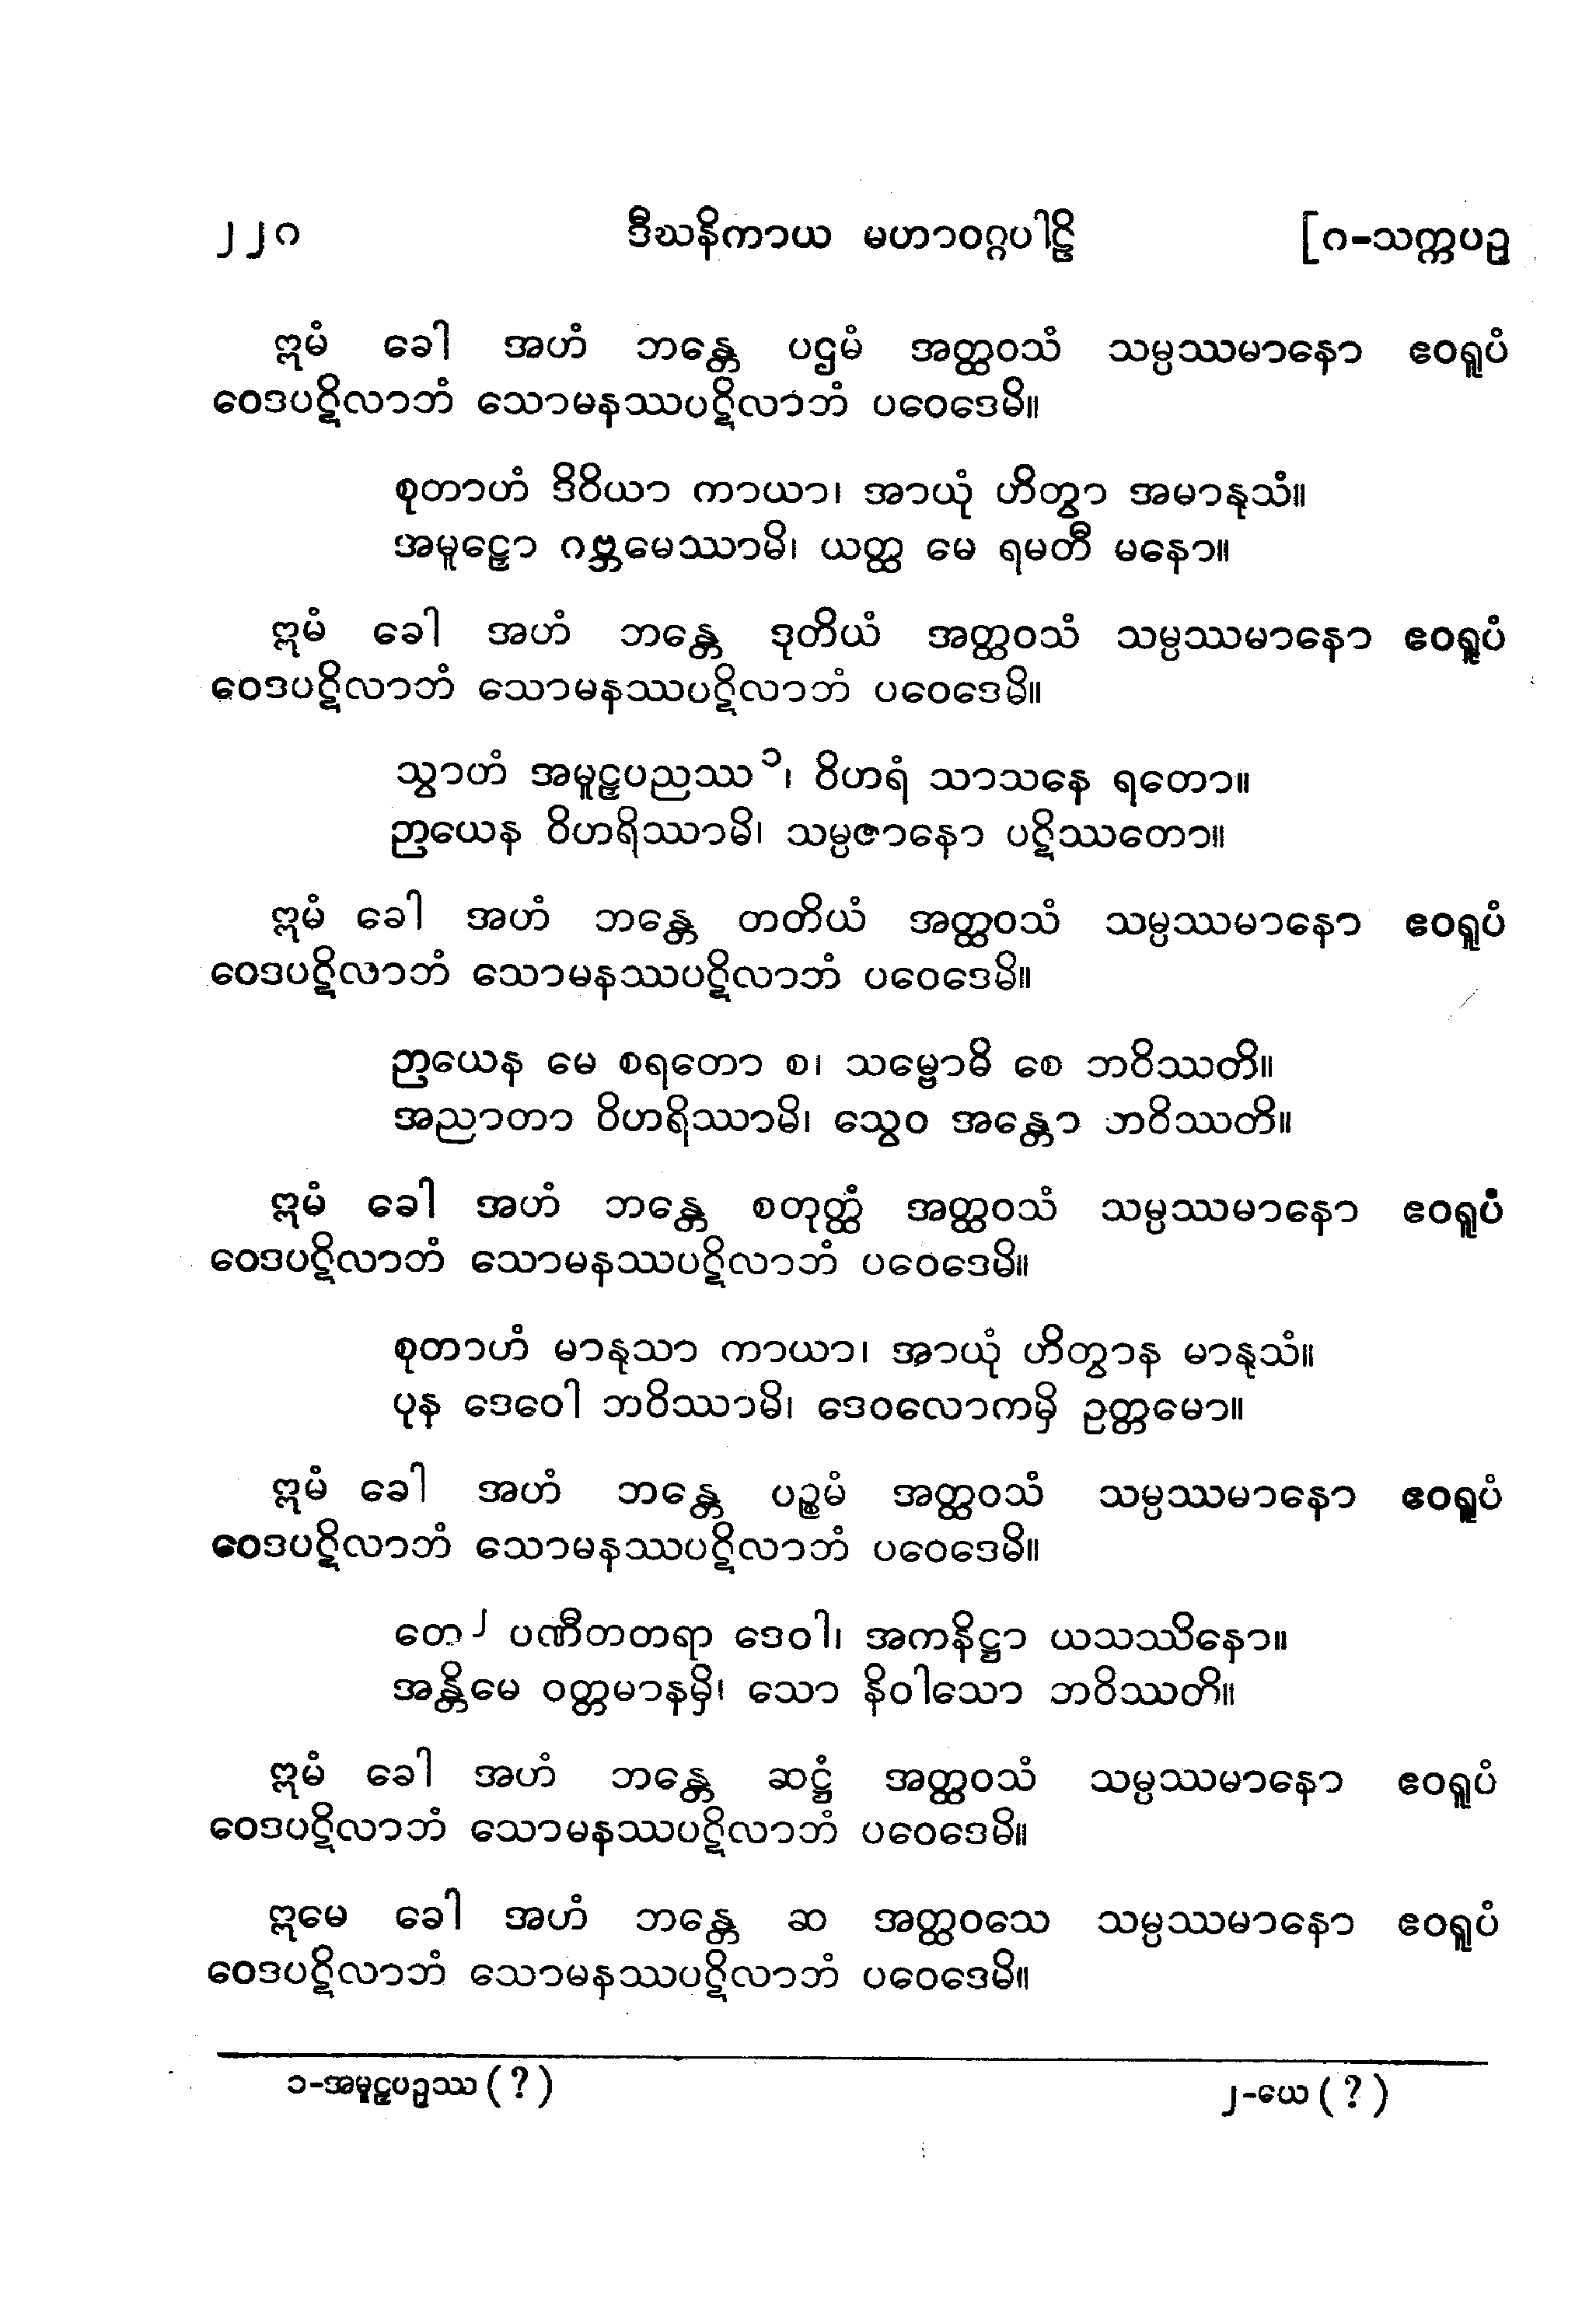 ၂၂၈ ဒီဃနိကာယ မဟာဝဂ္ဂပါဠိ [၈-သက္ကပဥှ
ဣမံ ခေါ အဟံ ဘန္တေ ပဌမံ အတ္ထဝသံ သမ္ပဿမာနော ဧဝရူပံ
ဝေဒပဋိလာဘံ သောမနဿပဋိလာဘံ ပဝေဒေမိ။
စုတာဟံ ဒိဝိယာ ကာယာ၊ အာယုံ ဟိတွာ အမာနုသံ။
အမူဠှော ဂဗ္ဘမေဿာမိ၊ ယတ္ထ မေ ရမတီ မနော။
ဣမံ ခေါ အဟံ ဘန္တေ ဒုတိယံ အတ္ထဝသံ သမ္ပဿမာနော ဧဝရူပံ
ဝေဒပဋိလာဘံ သောမနဿပဋိလာဘံ ပဝေဒေမိ။
သွာဟံ အမူဠှပညဿ ၁၊ ဝိဟရံ သာသနေ ရတော။
ဉာယေန ဝိဟရိဿာမိ၊ သမ္ပဇာနော ပဋိဿတော။
ဣမံ ခေါ အဟံ ဘန္တေ တတိယံ အတ္ထဝသံ သမ္ပဿမာနော ဧဝရူပံ
ဝေဒပဋိလာဘံ သောမနဿပဋိလာဘံ ပဝေဒေမိ။
ဉာယေန မေ စရတော စ၊ သမ္ဗောဓိ စေ ဘဝိဿတိ။
အညာတာ ဝိဟရိဿာမိ၊ သွေဝ အန္တော ဘဝိဿတိ။
ဣမံ ခေါ အဟံ ဘန္တေ စတုတ္ထံ အတ္ထဝသံ သမ္ပဿမာနော ဧဝရူပံ
ဝေဒပဋိလာဘံ သောမနဿပဋိလာဘံ ပဝေဒေမိ။
စုတာဟံ မာနုသာ ကာယာ၊ အာယုံ ဟိတွာန မာနုသံ။
ပုန ဒေဝေါ ဘဝိဿာမိ၊ ဒေဝလောကမှိ ဥတ္တမော။
ဣမံ ခေါ အဟံ ဘန္တေ ပဉ္စမံ အတ္ထဝသံ သမ္ပဿမာနော ဧဝရူပံ
ဝေဒပဋိလာဘံ သောမနဿပဋိလာဘံ ပဝေဒေမိ။
တေ ၂ ပဏီတတရာ ဒေဝါ၊ အကနိဋ္ဌာ ယသဿိနော။
အန္တိမေ ဝတ္တမာနမှိ၊ သော နိဝါသော ဘဝိဿတိ။
ဣမံ ခေါ အဟံ ဘန္တေ ဆဋ္ဌံ အတ္ထဝသံ သမ္ပဿမာနော ဧဝရူပံ
ဝေဒပဋိလာဘံ သောမနဿပဋိလာဘံ ပဝေဒေမိ။
ဣမေ ခေါ အဟံ ဘန္တေ ဆ အတ္ထဝသေ သမ္ပဿမာနော ဧဝရူပံ
ဝေဒပဋိလာဘံ သောမနဿပဋိလာဘံ ပဝေဒေမိ။
၁-အမူဠှပဥှဿ (?) ၂-ယေ (?)